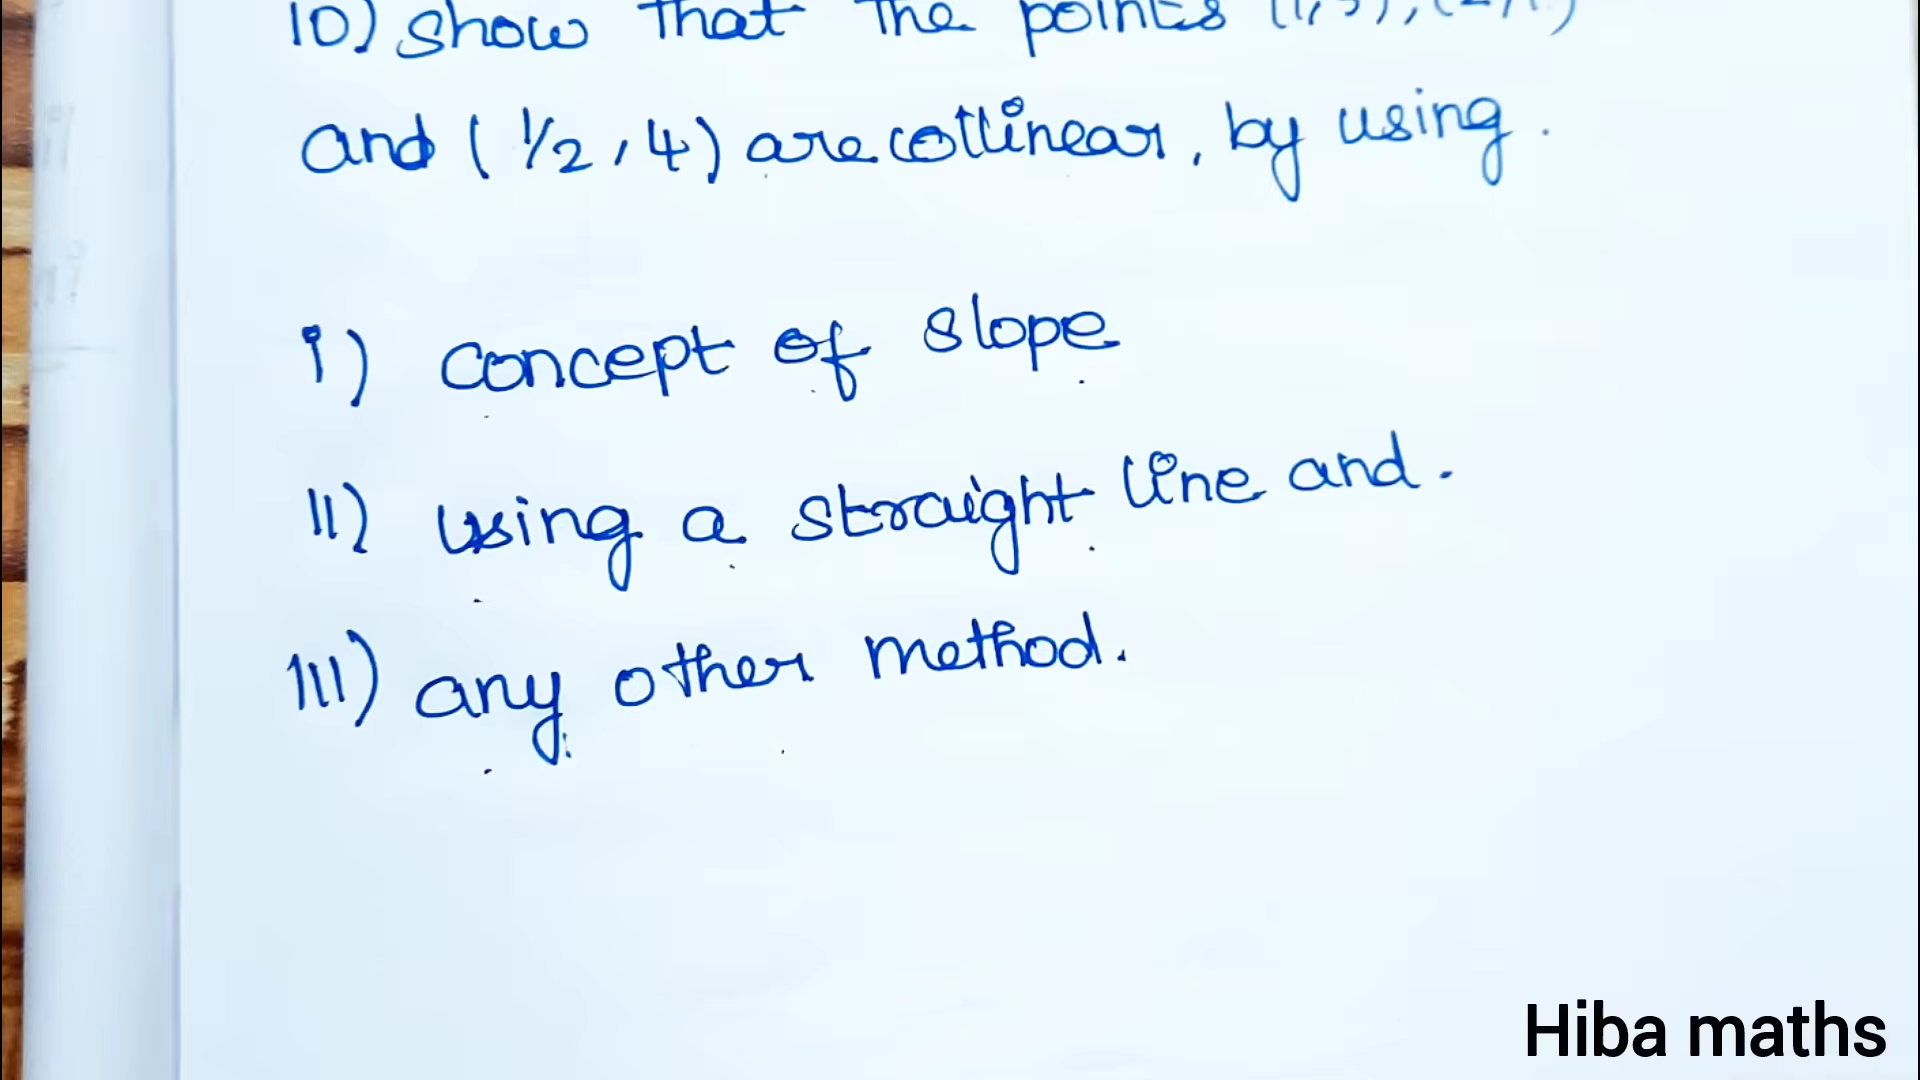 10) show that the points
and (1/2, 4) are collinear, by using.
i) concept of slope
ii) using a straight line and.
iii) any other method.
Hiba maths